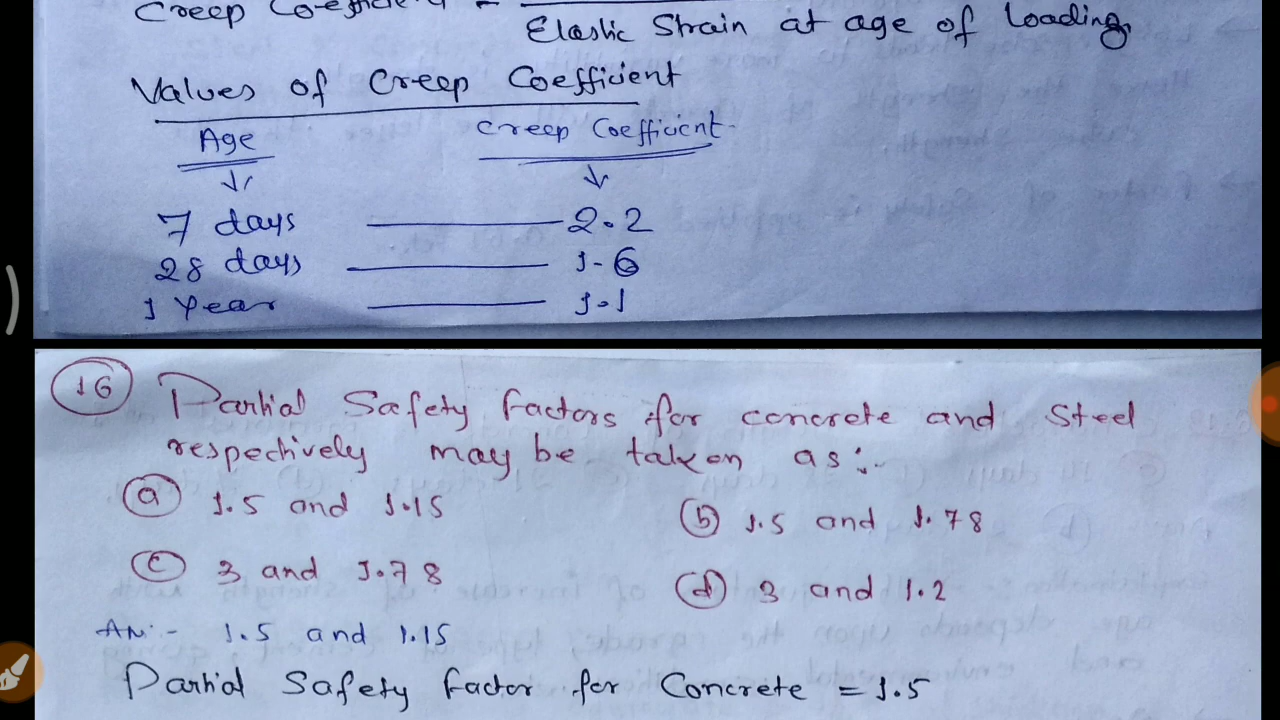 Creep Coefficient =
Elastic Strain at age of loading.
Values of Creep Coefficient
Age Creep Coefficient
7 days 2.2
28 days 1.6
1 Year 1.1
16 Partial Safety factors for concrete and Steel
respectively may be taken as:-
a 1.5 and 1.15 b 1.5 and 1.78
c 3 and 1.78 d 3 and 1.2
An:- 1.5 and 1.15
Partial Safety factor for Concrete = 1.5